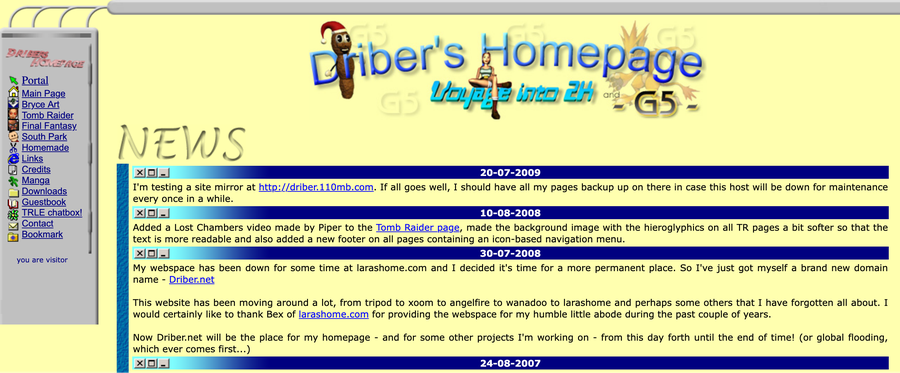 DRIBER'S
HOMEPAGE
Portal
Main Page
Bryce Art
Tomb Raider
Final Fantasy
South Park
Homemade
Links
Credits
Manga
Downloads
Guestbook
TRLE chatbox!
Contact
Bookmark
you are visitor
G5
G5
G5
Driber's Homepage
Voyage into 2K
and
- G5 -
NEWS
20-07-2009
I'm testing a site mirror at http://driber.110mb.com. If all goes well, I should have all my pages backup up on there in case this host will be down for maintenance
every once in a while.
10-08-2008
Added a Lost Chambers video made by Piper to the Tomb Raider page, made the background image with the hieroglyphics on all TR pages a bit softer so that the
text is more readable and also added a new footer on all pages containing an icon-based navigation menu.
30-07-2008
My webspace has been down for some time at larashome.com and I decided it's time for a more permanent place. So I've just got myself a brand new domain
name - Driber.net
This website has been moving around a lot, from tripod to xoom to angelfire to wanadoo to larashome and perhaps some others that I have forgotten all about. I
would certainly like to thank Bex of larashome.com for providing the webspace for my humble little abode during the past couple of years.
Now Driber.net will be the place for my homepage - and for some other projects I'm working on - from this day forth until the end of time! (or global flooding,
which ever comes first...)
24-08-2007